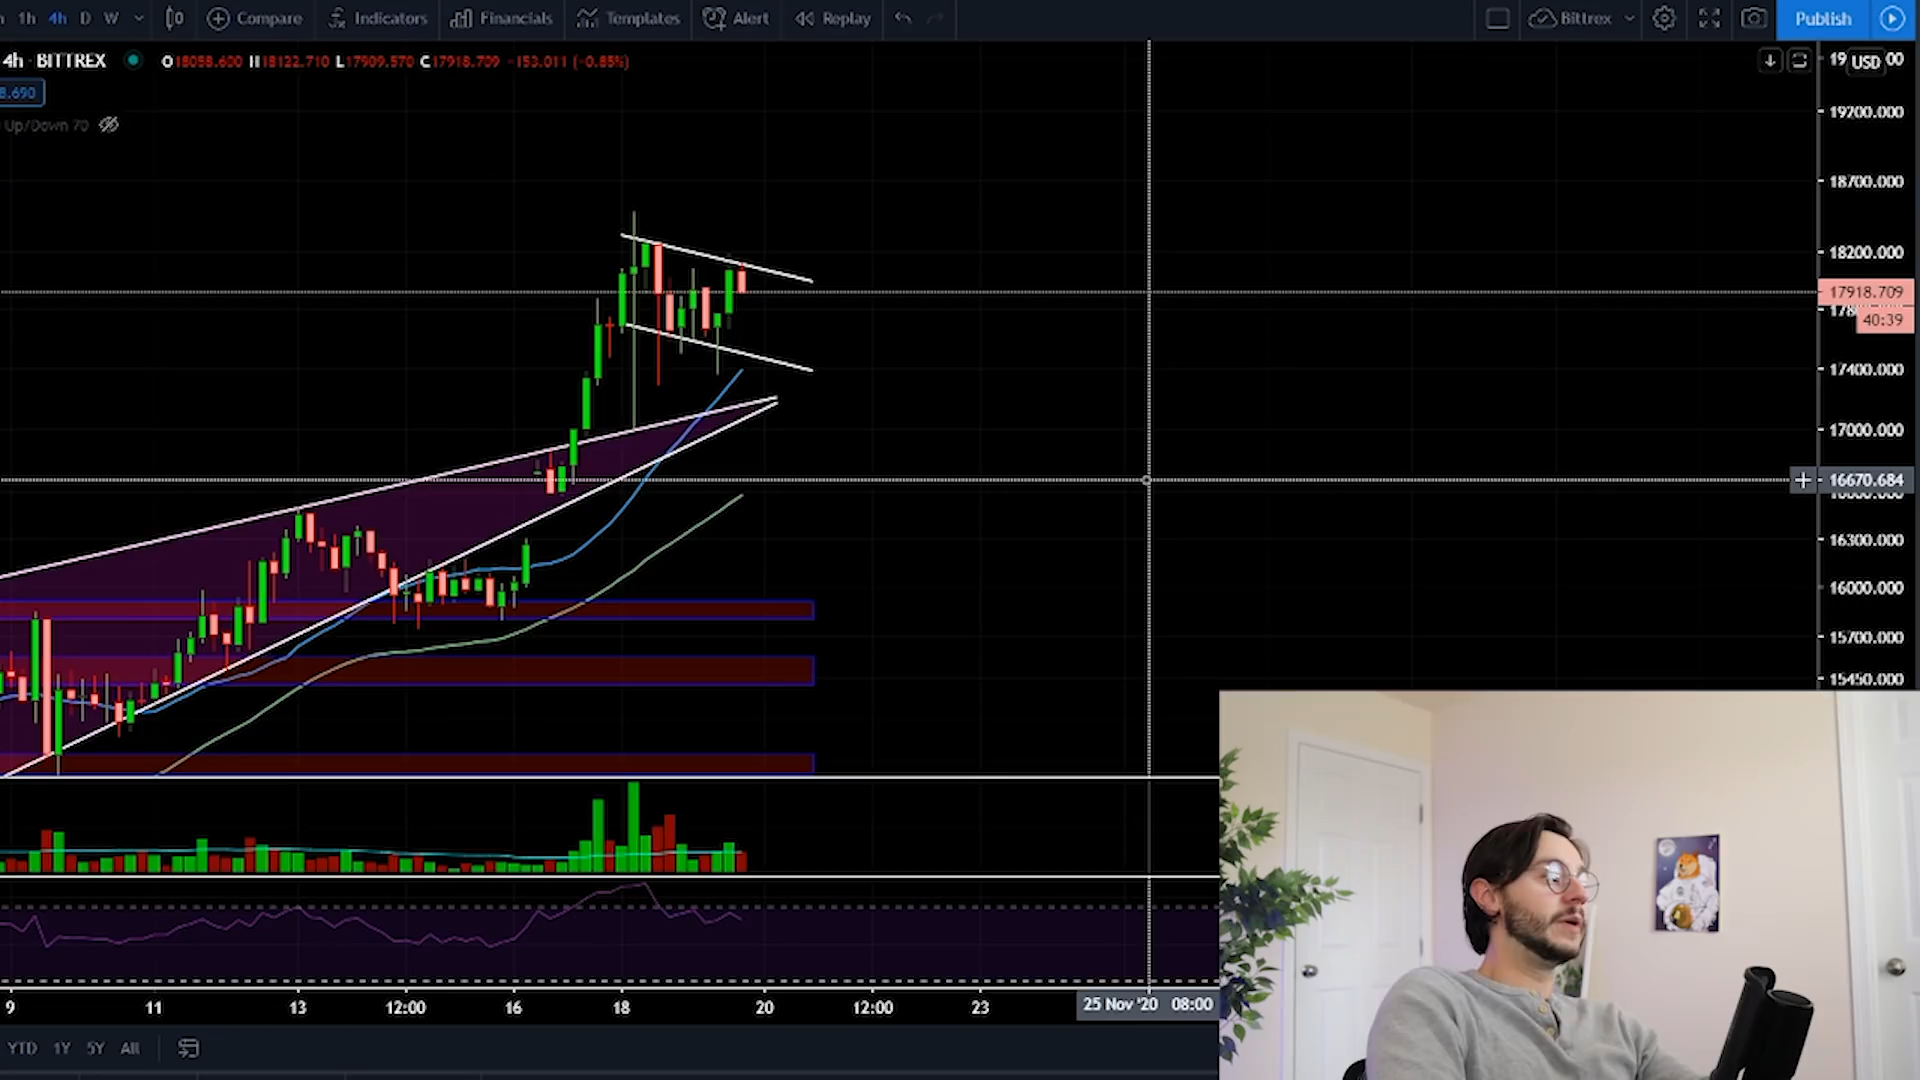 1h 4h D W Compare Indicators Financials Templates Alert Replay Bittrex Publish
4h · BITTREX O18058.600 H18122.710 L17909.570 C17918.709 −153.011 (−0.85%)
USD
8.690
Up/Down 70
19200.000
18700.000
18200.000
17918.709
40:39
17400.000
17000.000
16670.684
16300.000
16000.000
15700.000
15450.000
9 11 13 12:00 16 18 20 12:00 23 25 Nov '20 08:00
YTD 1Y 5Y All